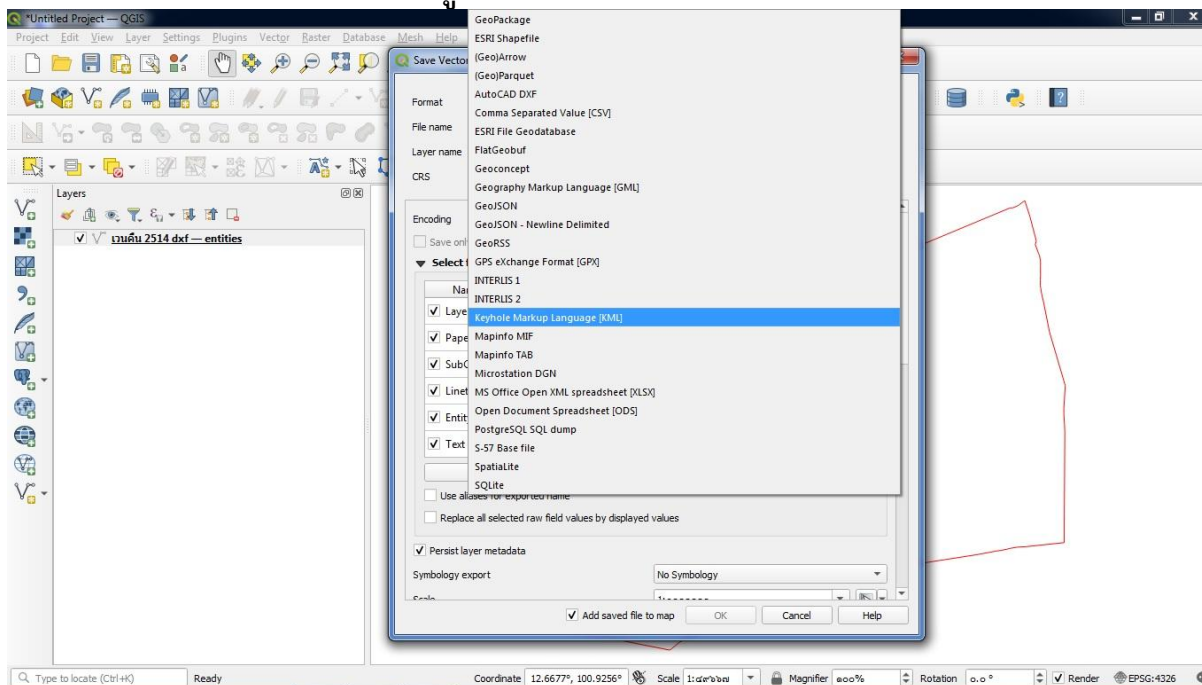 *Untitled Project — QGIS
Project Edit View Layer Settings Plugins Vector Raster Database Mesh Help
Save Vector
Format
File name
Layer name
CRS
Encoding
Save only
Select f
Na
Laye
Pape
SubC
Linet
Entit
Text
Use aliases for exported name
Replace all selected raw field values by displayed values
Persist layer metadata
Symbology export No Symbology
Scale
Add saved file to map OK Cancel Help
GeoPackage
ESRI Shapefile
(Geo)Arrow
(Geo)Parquet
AutoCAD DXF
Comma Separated Value [CSV]
ESRI File Geodatabase
FlatGeobuf
Geoconcept
Geography Markup Language [GML]
GeoJSON
GeoJSON - Newline Delimited
GeoRSS
GPS eXchange Format [GPX]
INTERLIS 1
INTERLIS 2
Keyhole Markup Language [KML]
Mapinfo MIF
Mapinfo TAB
Microstation DGN
MS Office Open XML spreadsheet [XLSX]
Open Document Spreadsheet [ODS]
PostgreSQL SQL dump
S-57 Base file
SpatiaLite
SQLite
Layers
เวนคืน 2514 dxf — entities
Type to locate (Ctrl+K) Ready Coordinate 12.6677°, 100.9256° Scale Magnifier ๑๐๐% Rotation ๐.๐ ° Render EPSG:4326